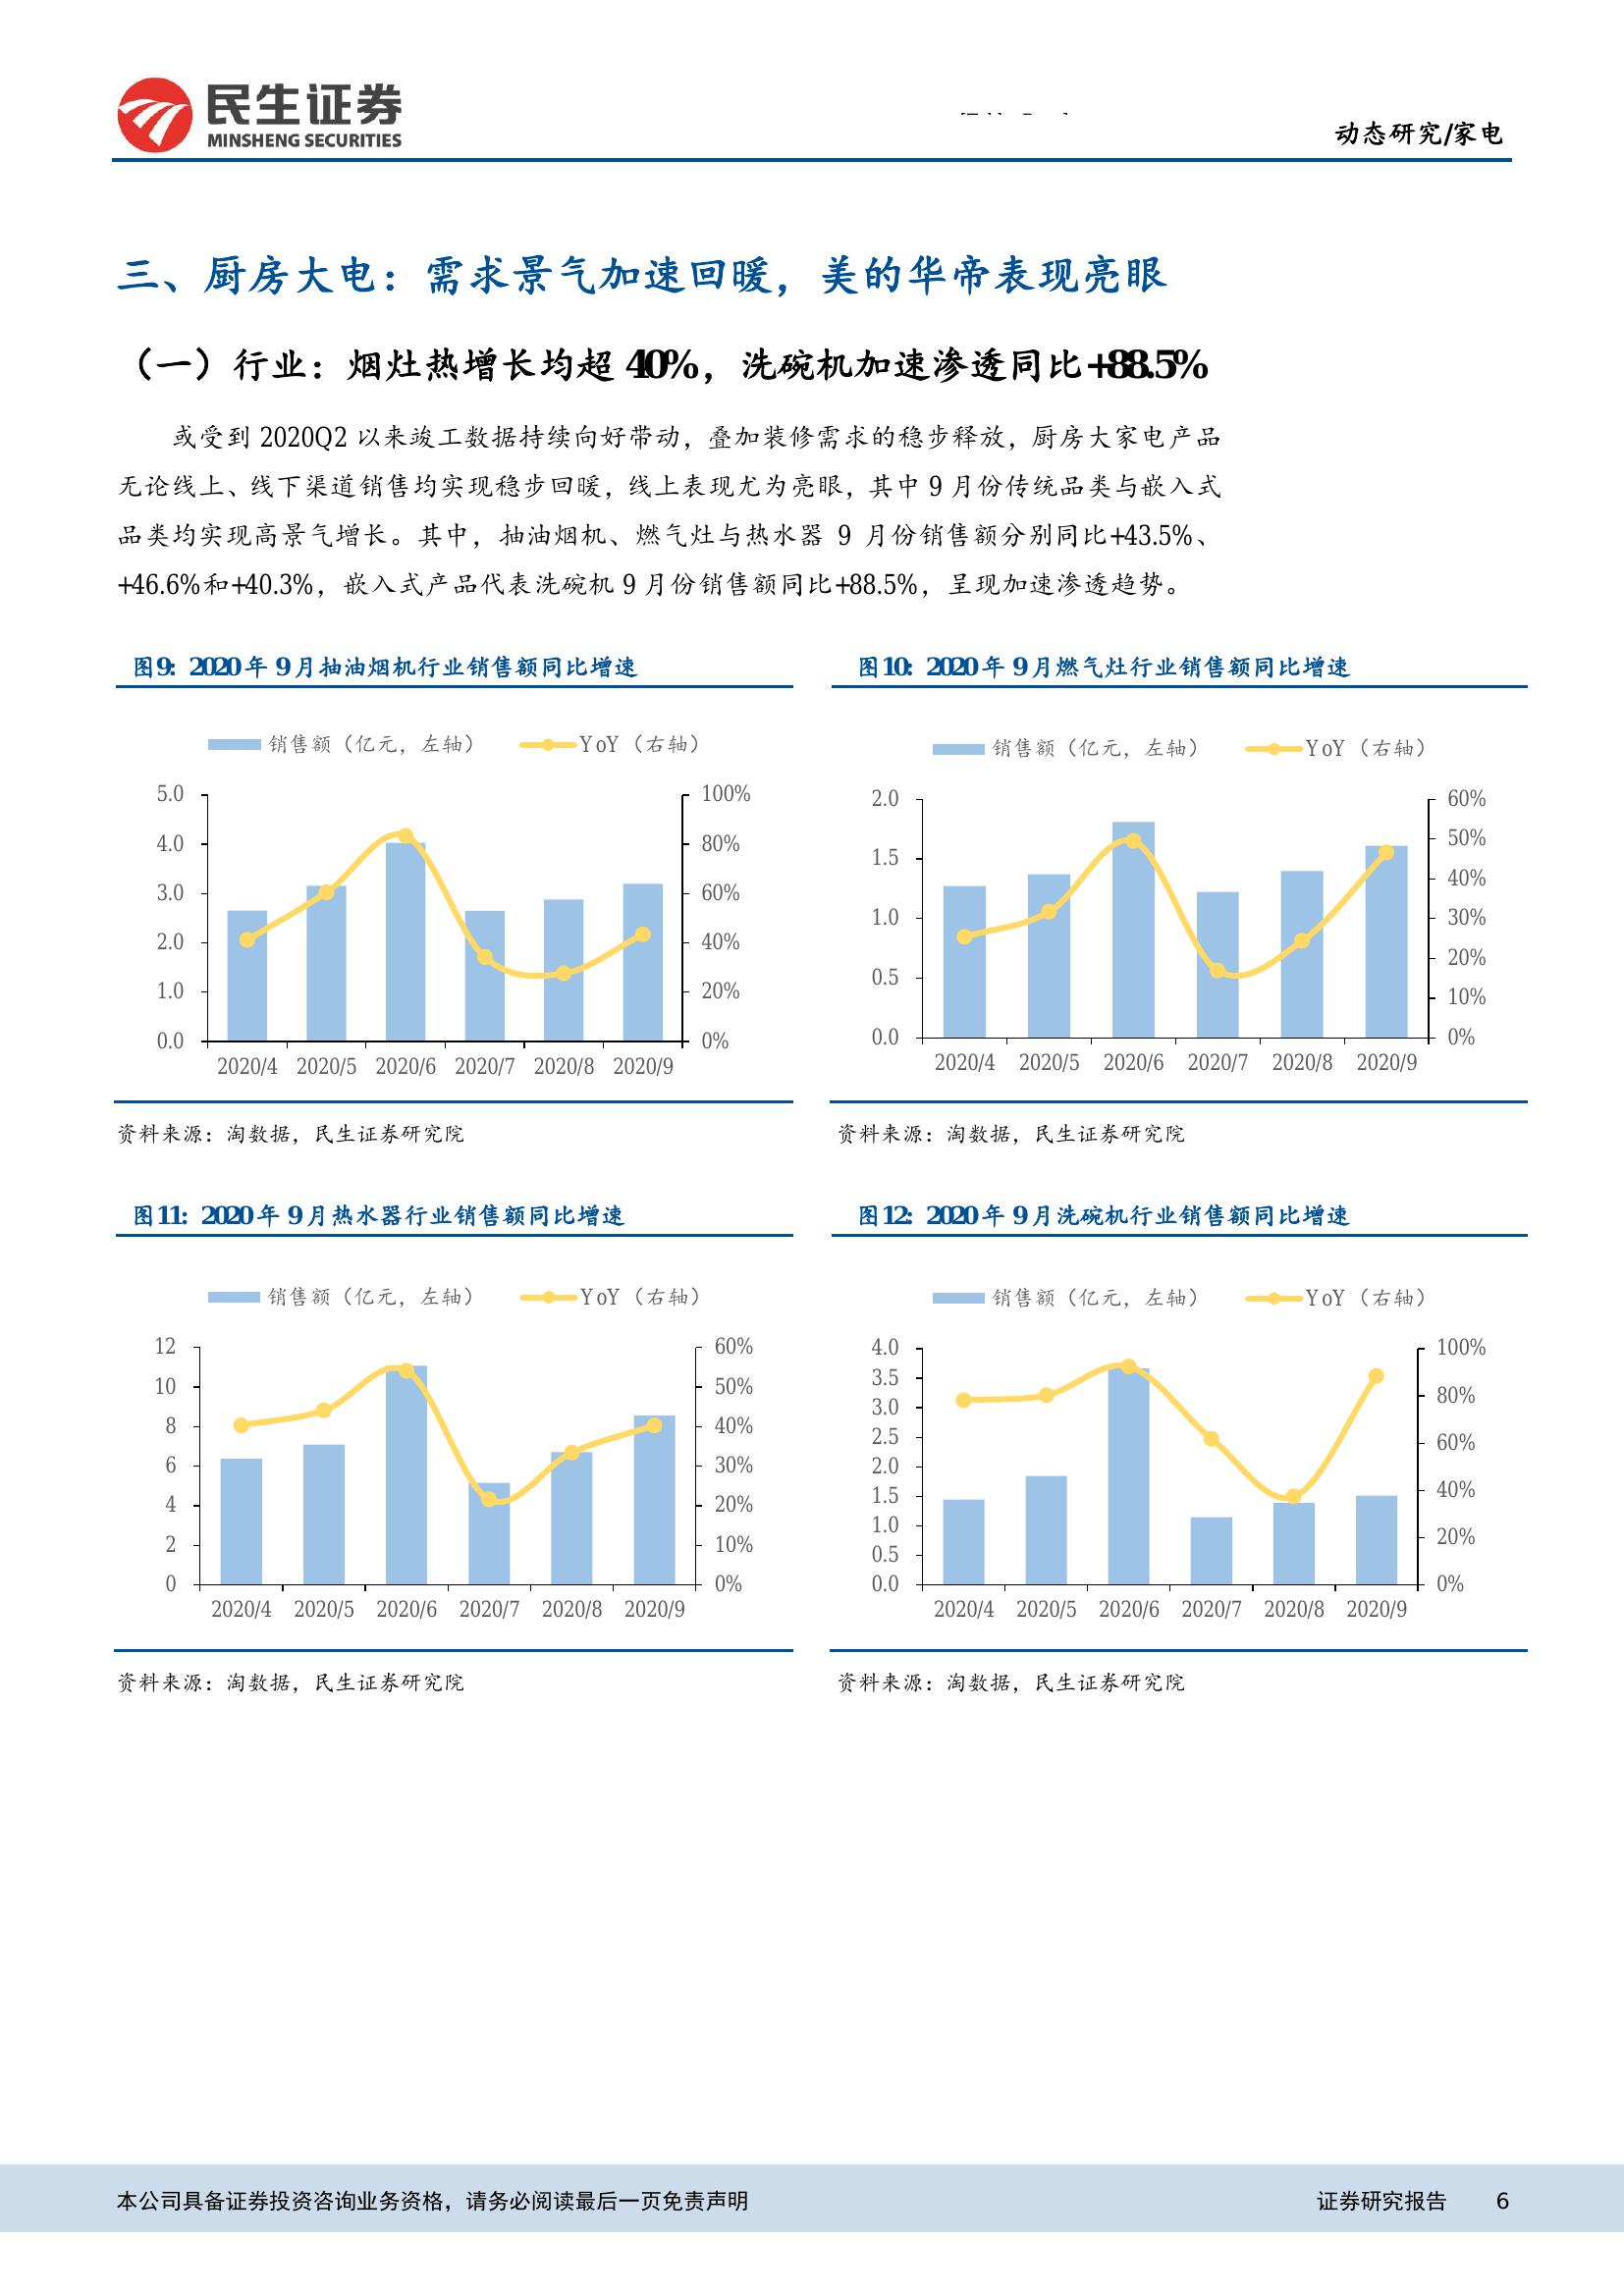 民生证券
MINSHENG SECURITIES
动态研究/家电
三、厨房大电：需求景气加速回暖，美的华帝表现亮眼
（一）行业：烟灶热增长均超 40%，洗碗机加速渗透同比+88.5%
或受到 2020Q2 以来竣工数据持续向好带动，叠加装修需求的稳步释放，厨房大家电产品
无论线上、线下渠道销售均实现稳步回暖，线上表现尤为亮眼，其中 9 月份传统品类与嵌入式
品类均实现高景气增长。其中，抽油烟机、燃气灶与热水器 9 月份销售额分别同比+43.5%、
+46.6%和+40.3%，嵌入式产品代表洗碗机 9 月份销售额同比+88.5%，呈现加速渗透趋势。
图9：2020 年 9 月抽油烟机行业销售额同比增速
销售额（亿元，左轴） YoY（右轴）
5.0 100%
4.0 80%
3.0 60%
2.0 40%
1.0 20%
0.0 0%
2020/4 2020/5 2020/6 2020/7 2020/8 2020/9
资料来源：淘数据，民生证券研究院
图10：2020 年 9 月燃气灶行业销售额同比增速
销售额（亿元，左轴） YoY（右轴）
2.0 60%
50%
1.5
40%
1.0 30%
20%
0.5
10%
0.0 0%
2020/4 2020/5 2020/6 2020/7 2020/8 2020/9
资料来源：淘数据，民生证券研究院
图11：2020 年 9 月热水器行业销售额同比增速
销售额（亿元，左轴） YoY（右轴）
12 60%
10 50%
8 40%
6 30%
4 20%
2 10%
0 0%
2020/4 2020/5 2020/6 2020/7 2020/8 2020/9
资料来源：淘数据，民生证券研究院
图12：2020 年 9 月洗碗机行业销售额同比增速
销售额（亿元，左轴） YoY（右轴）
4.0 100%
3.5
80%
3.0
2.5
60%
2.0
1.5
40%
1.0
20%
0.5
0.0 0%
2020/4 2020/5 2020/6 2020/7 2020/8 2020/9
资料来源：淘数据，民生证券研究院
本公司具备证券投资咨询业务资格，请务必阅读最后一页免责声明 证券研究报告 6